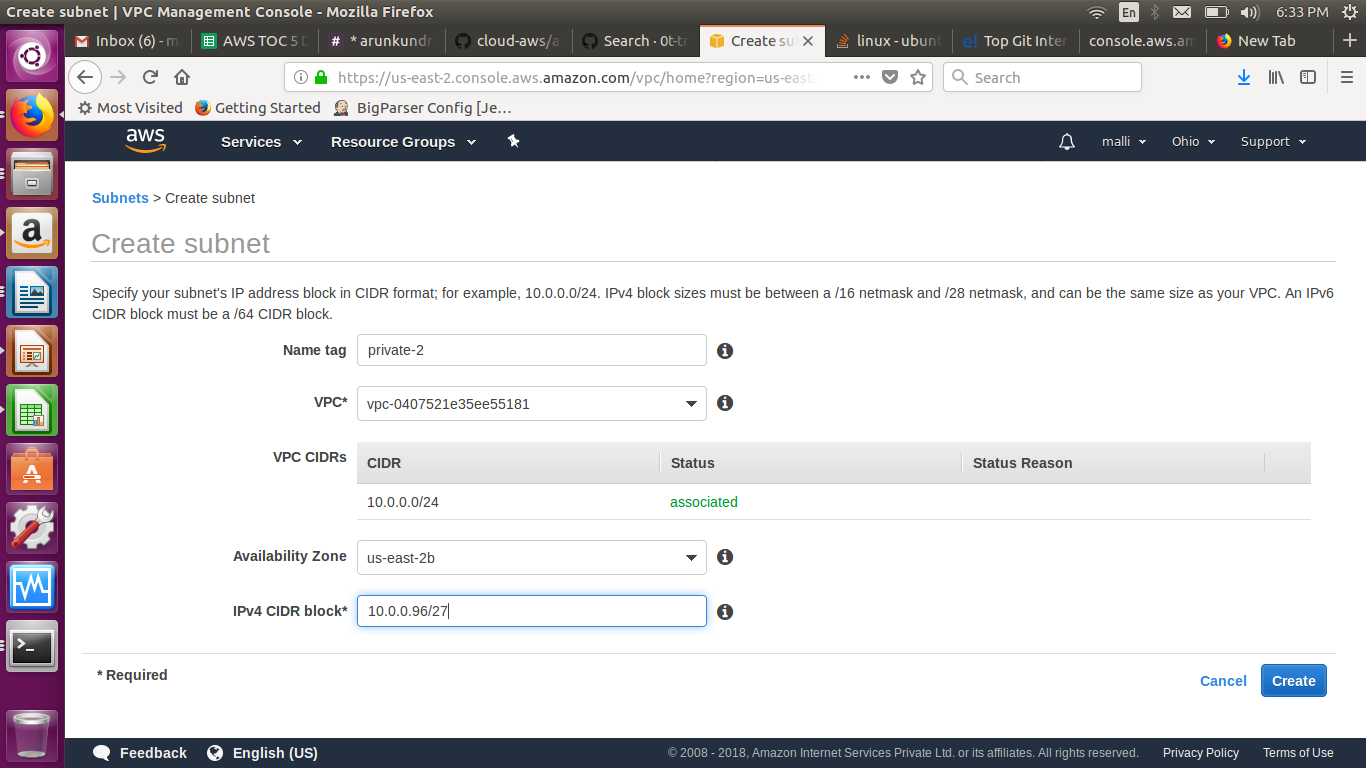 Create subnet | VPC Management Console - Mozilla Firefox
En
6:33 PM
Inbox (6) - m
AWS TOC 5 D
* arunkundr
cloud-aws/a
Search · 0t-tr
Create su
linux - ubunt
Top Git Inter
console.aws.am
New Tab
https://us-east-2.console.aws.amazon.com/vpc/home?region=us-east
Search
Most Visited
Getting Started
BigParser Config [Je...
aws
Services
Resource Groups
malli
Ohio
Support
Subnets > Create subnet
Create subnet
Specify your subnet's IP address block in CIDR format; for example, 10.0.0.0/24. IPv4 block sizes must be between a /16 netmask and /28 netmask, and can be the same size as your VPC. An IPv6
CIDR block must be a /64 CIDR block.
Name tag
private-2
VPC*
vpc-0407521e35ee55181
VPC CIDRs
CIDR
Status
Status Reason
10.0.0.0/24
associated
Availability Zone
us-east-2b
IPv4 CIDR block*
10.0.0.96/27
* Required
Cancel
Create
Feedback
English (US)
© 2008 - 2018, Amazon Internet Services Private Ltd. or its affiliates. All rights reserved.
Privacy Policy
Terms of Use